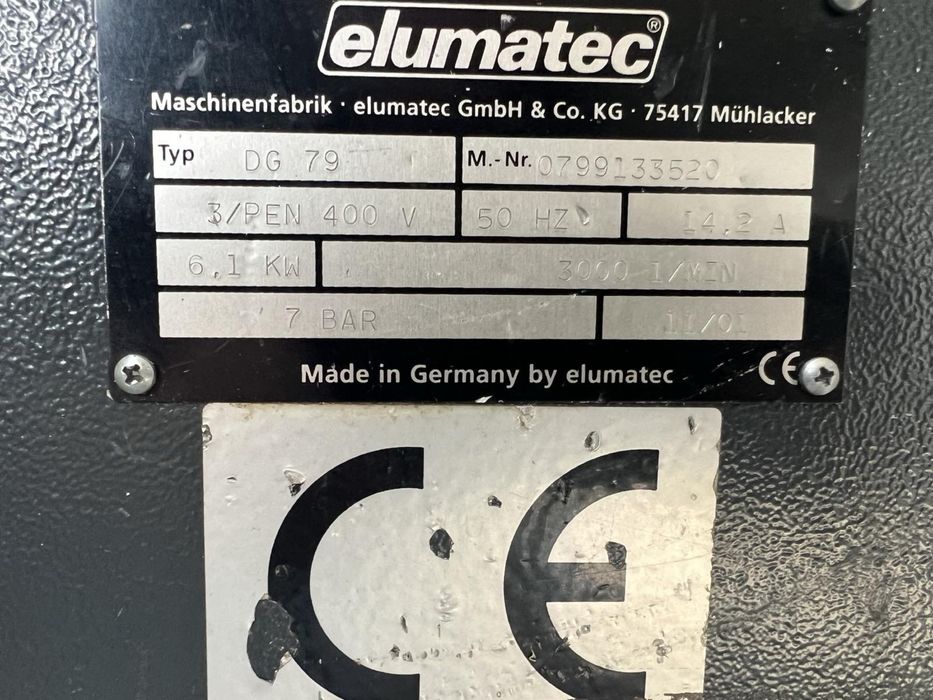 elumatec®
Maschinenfabrik · elumatec GmbH & Co. KG · 75417 Mühlacker
Typ DG 79 M.-Nr. 0799133520
3/PEN 400 V 50 HZ 14,2 A
6,1 KW 3000 1/MIN
7 BAR 11/01
Made in Germany by elumatec CE
CE